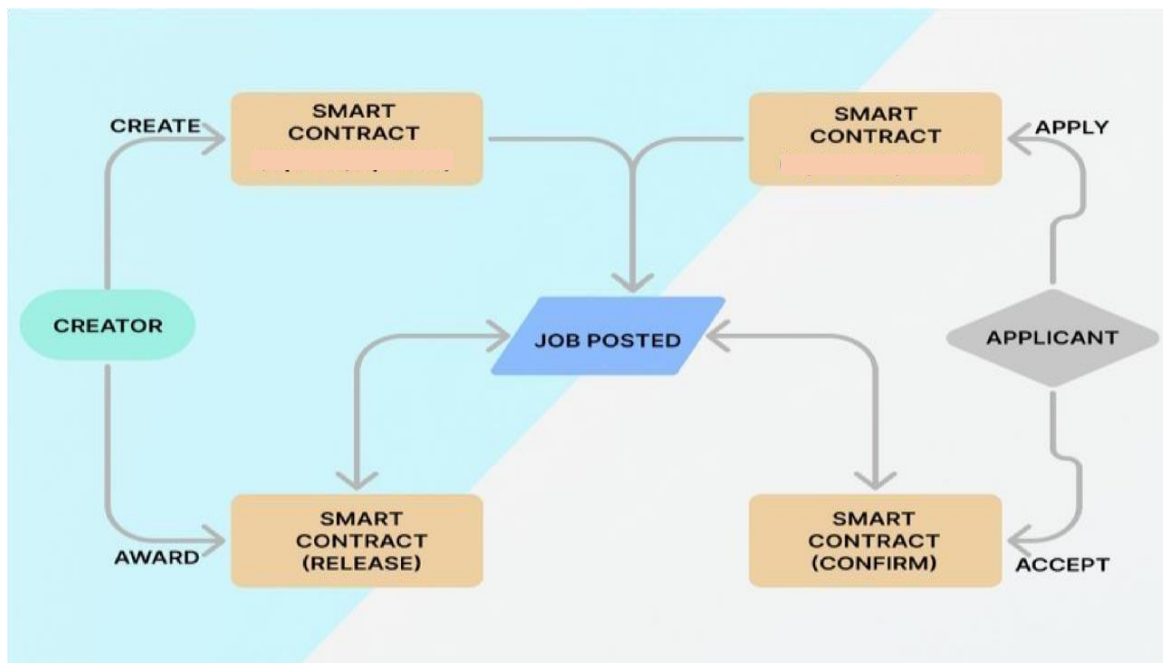 SMART
CONTRACT
SMART
CONTRACT
CREATE
APPLY
CREATOR
JOB POSTED
APPLICANT
SMART
CONTRACT
(RELEASE)
SMART
CONTRACT
(CONFIRM)
AWARD
ACCEPT